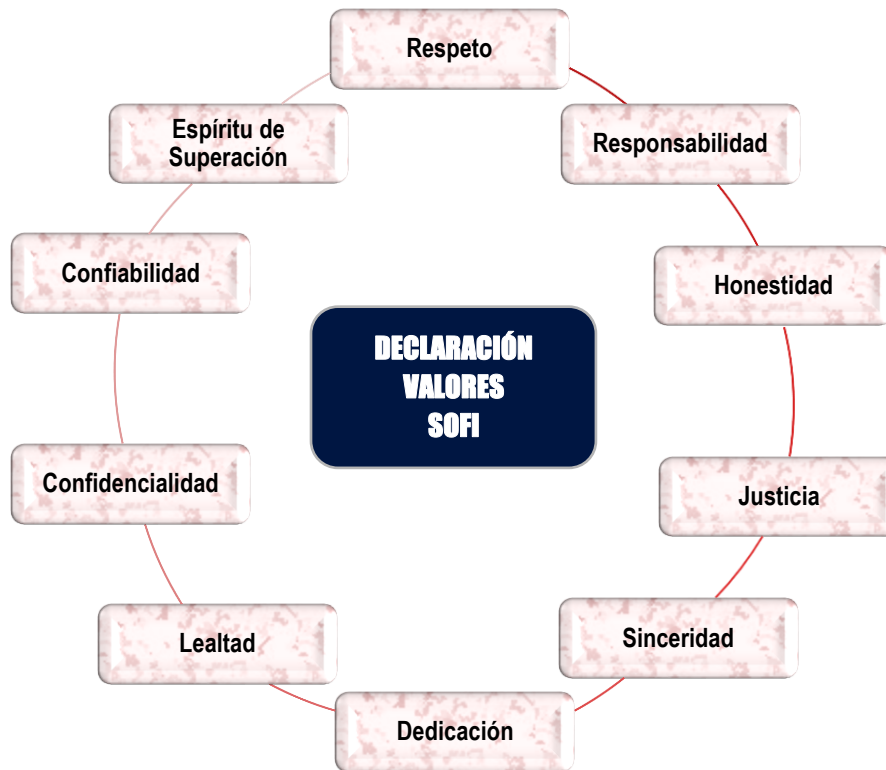 Respeto
Responsabilidad
Honestidad
Justicia
Sinceridad
Dedicación
Lealtad
Confidencialidad
Confiabilidad
Espíritu de
Superación
DECLARACIÓN
VALORES
SOFI